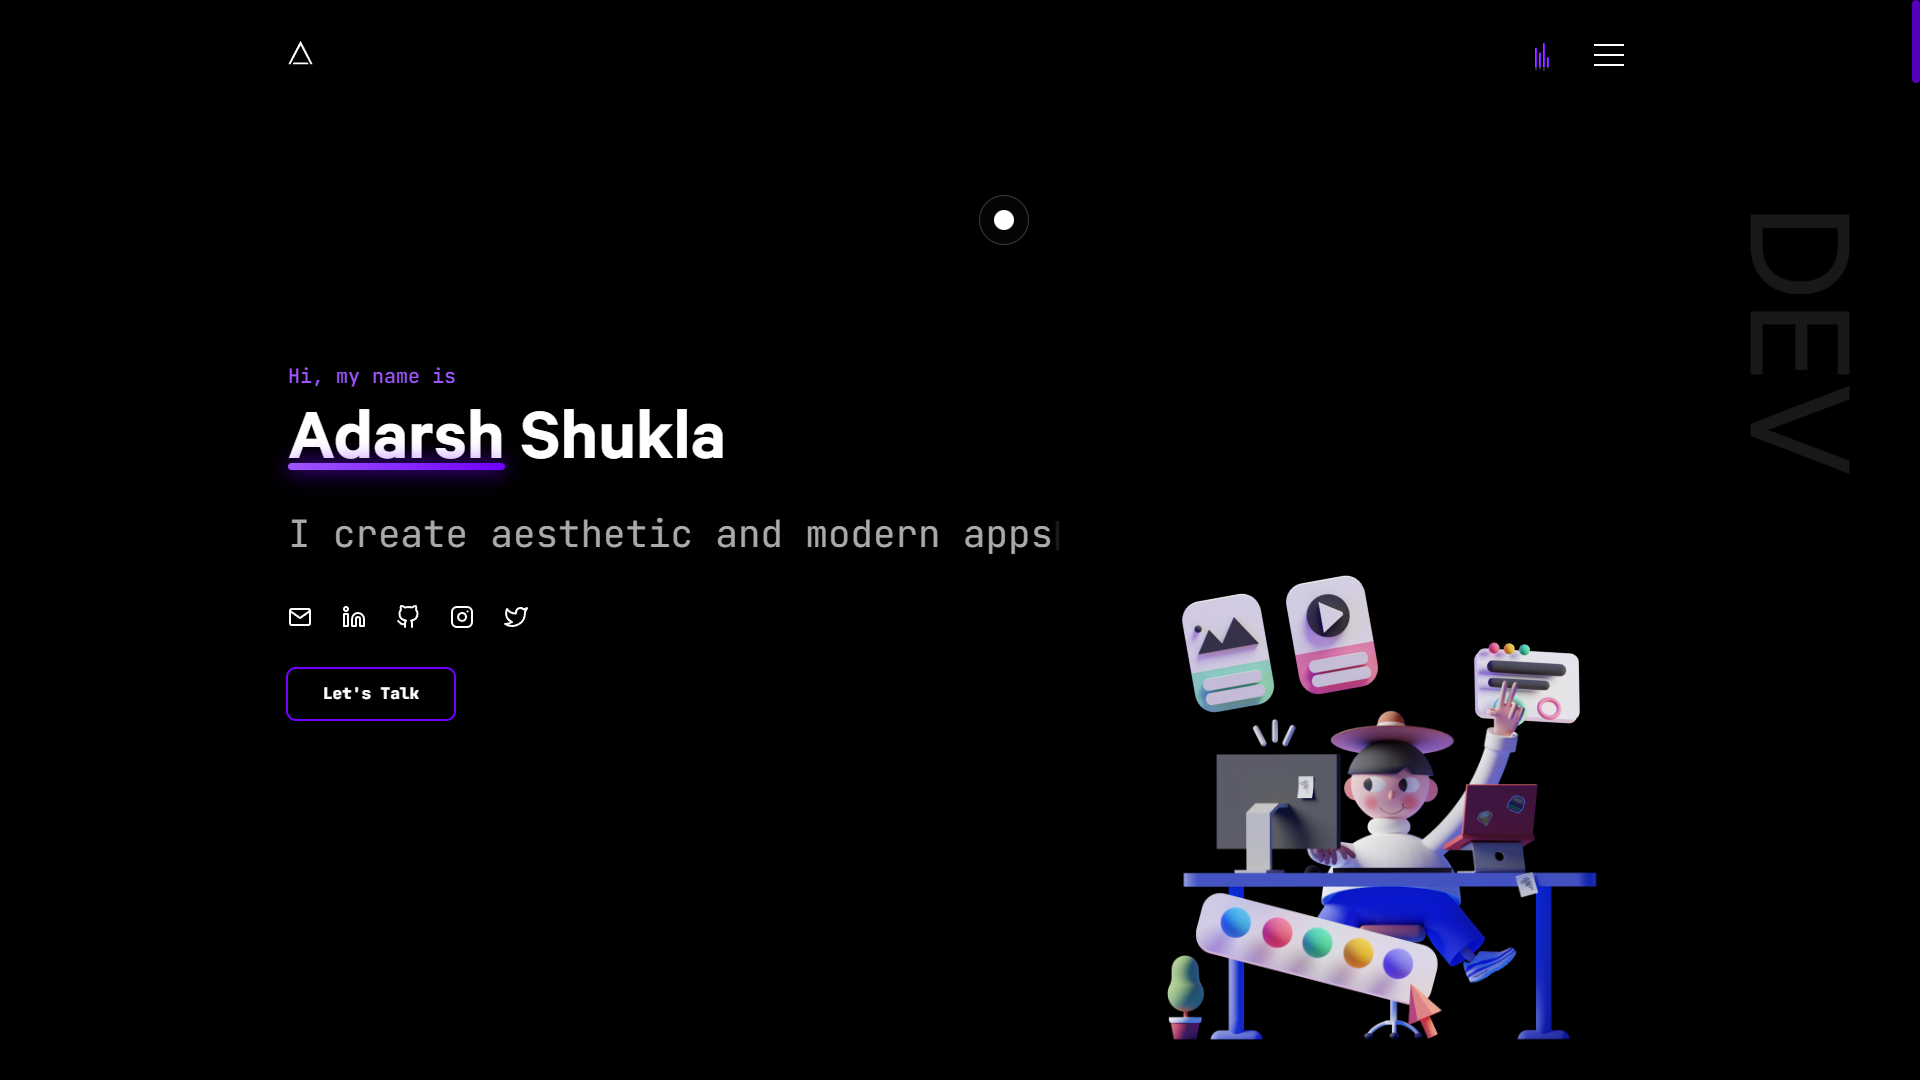 DEV
Hi, my name is
Adarsh Shukla
I create aesthetic and modern apps
Let's Talk